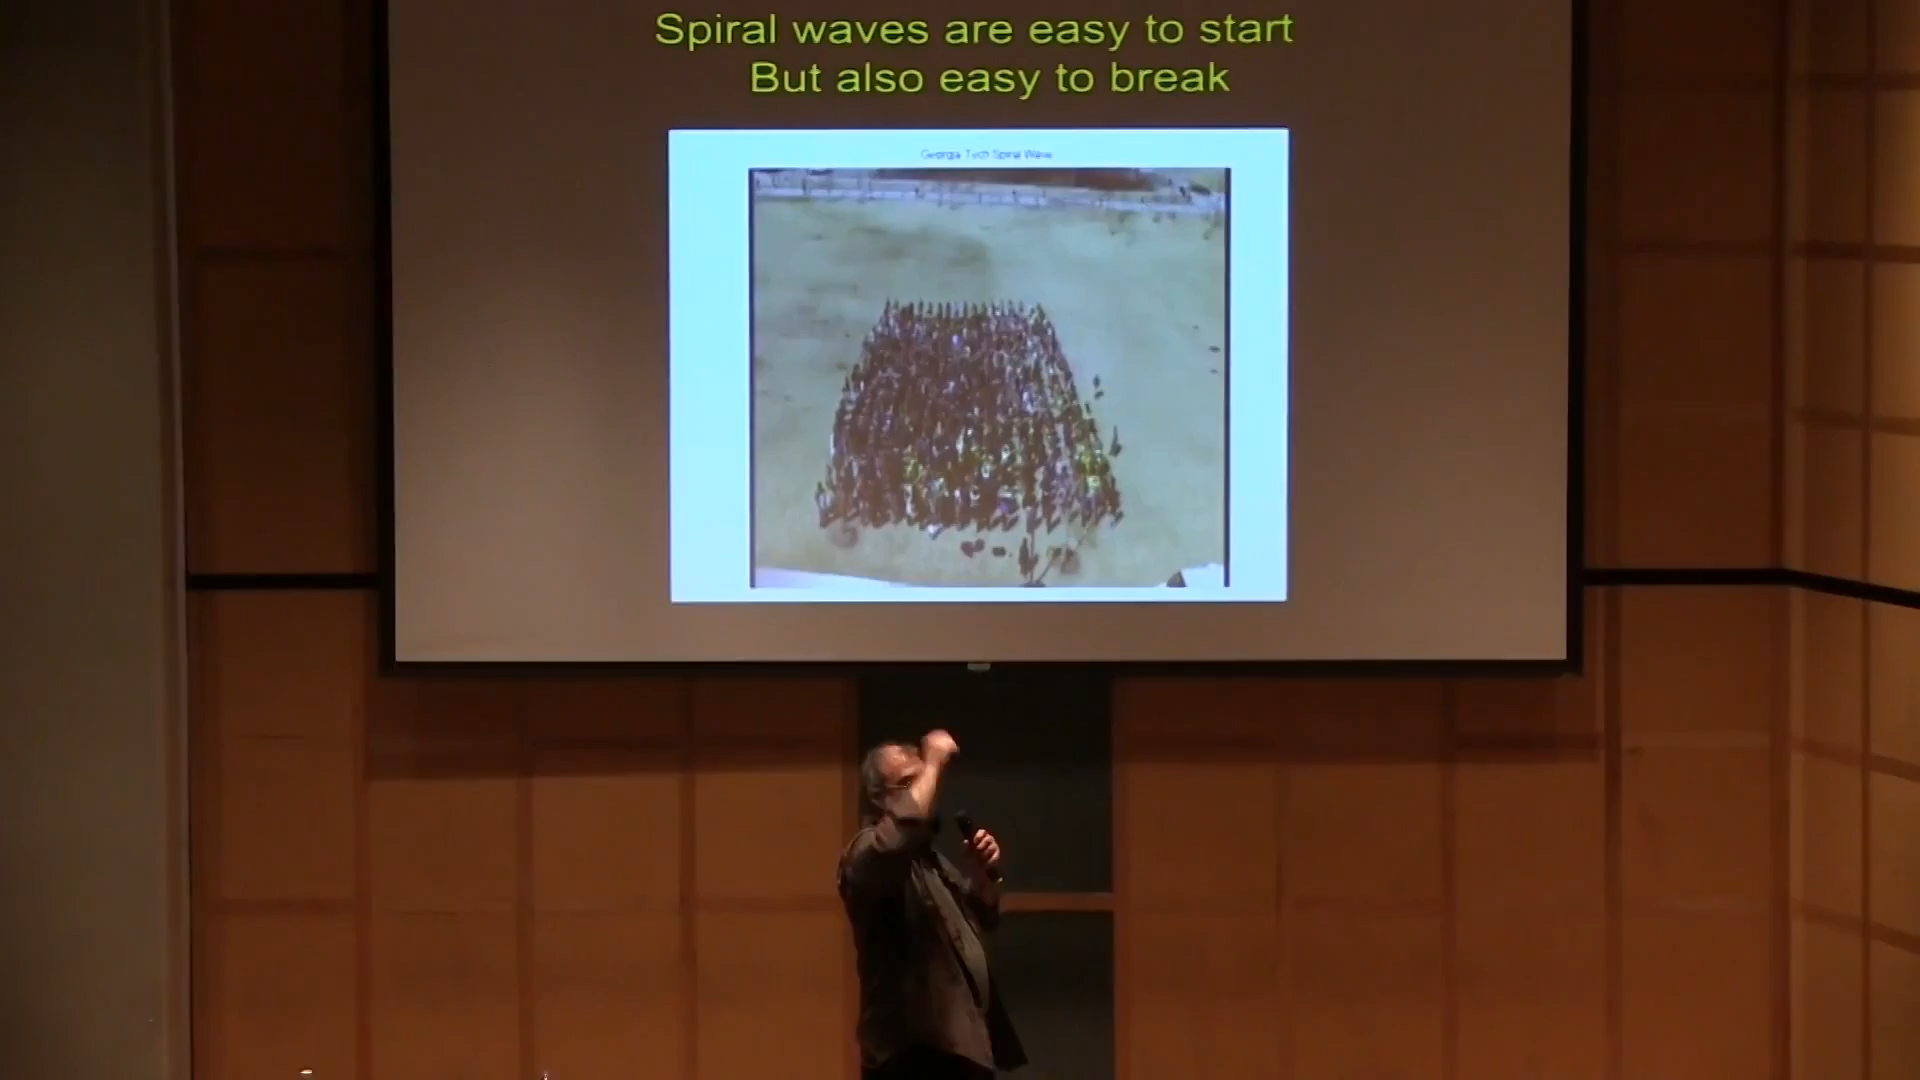 Spiral waves are easy to start
But also easy to break
Georgia Tech Spiral Wave